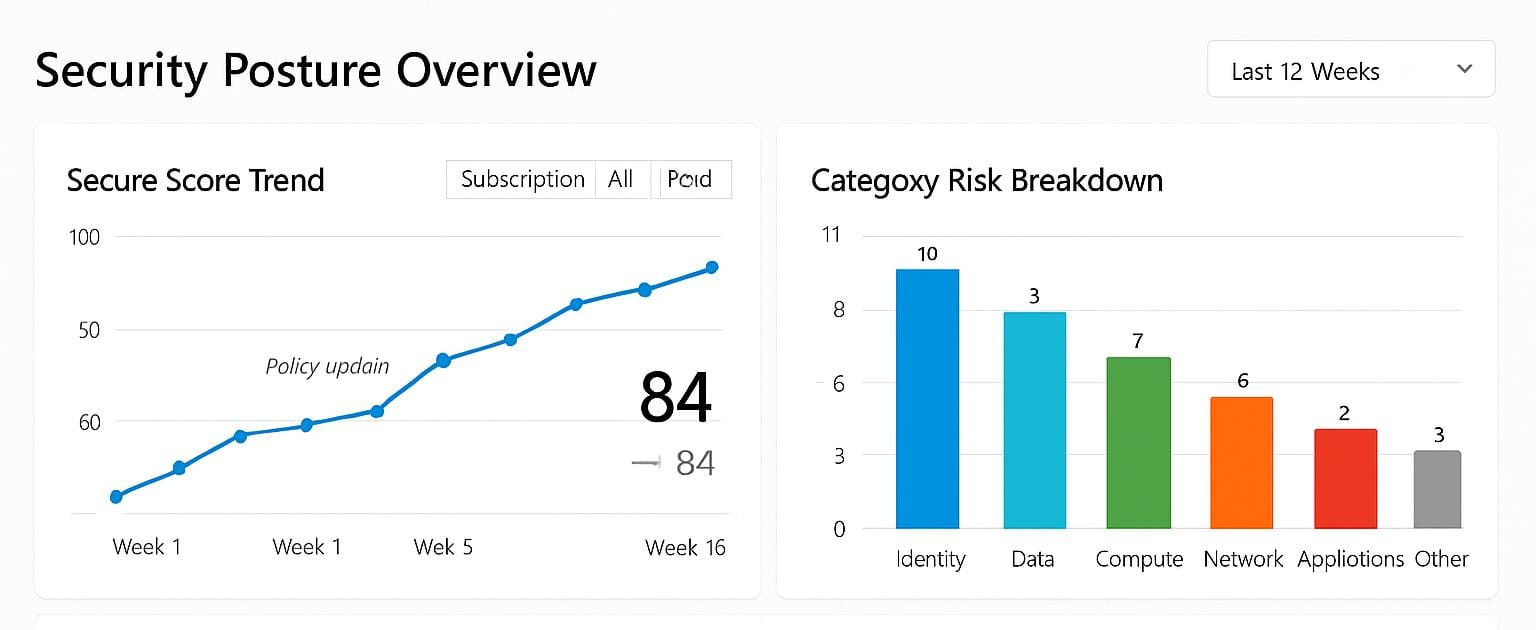 Security Posture Overview
Last 12 Weeks
Secure Score Trend
Subscription All Poıd
100
50
60
Policy updain
84
84
Week 1 Week 1 Wek 5 Week 16
Categoxy Risk Breakdown
11
8
6
3
0
10
3
7
6
2
3
Identity Data Compute Network Appliotions Other